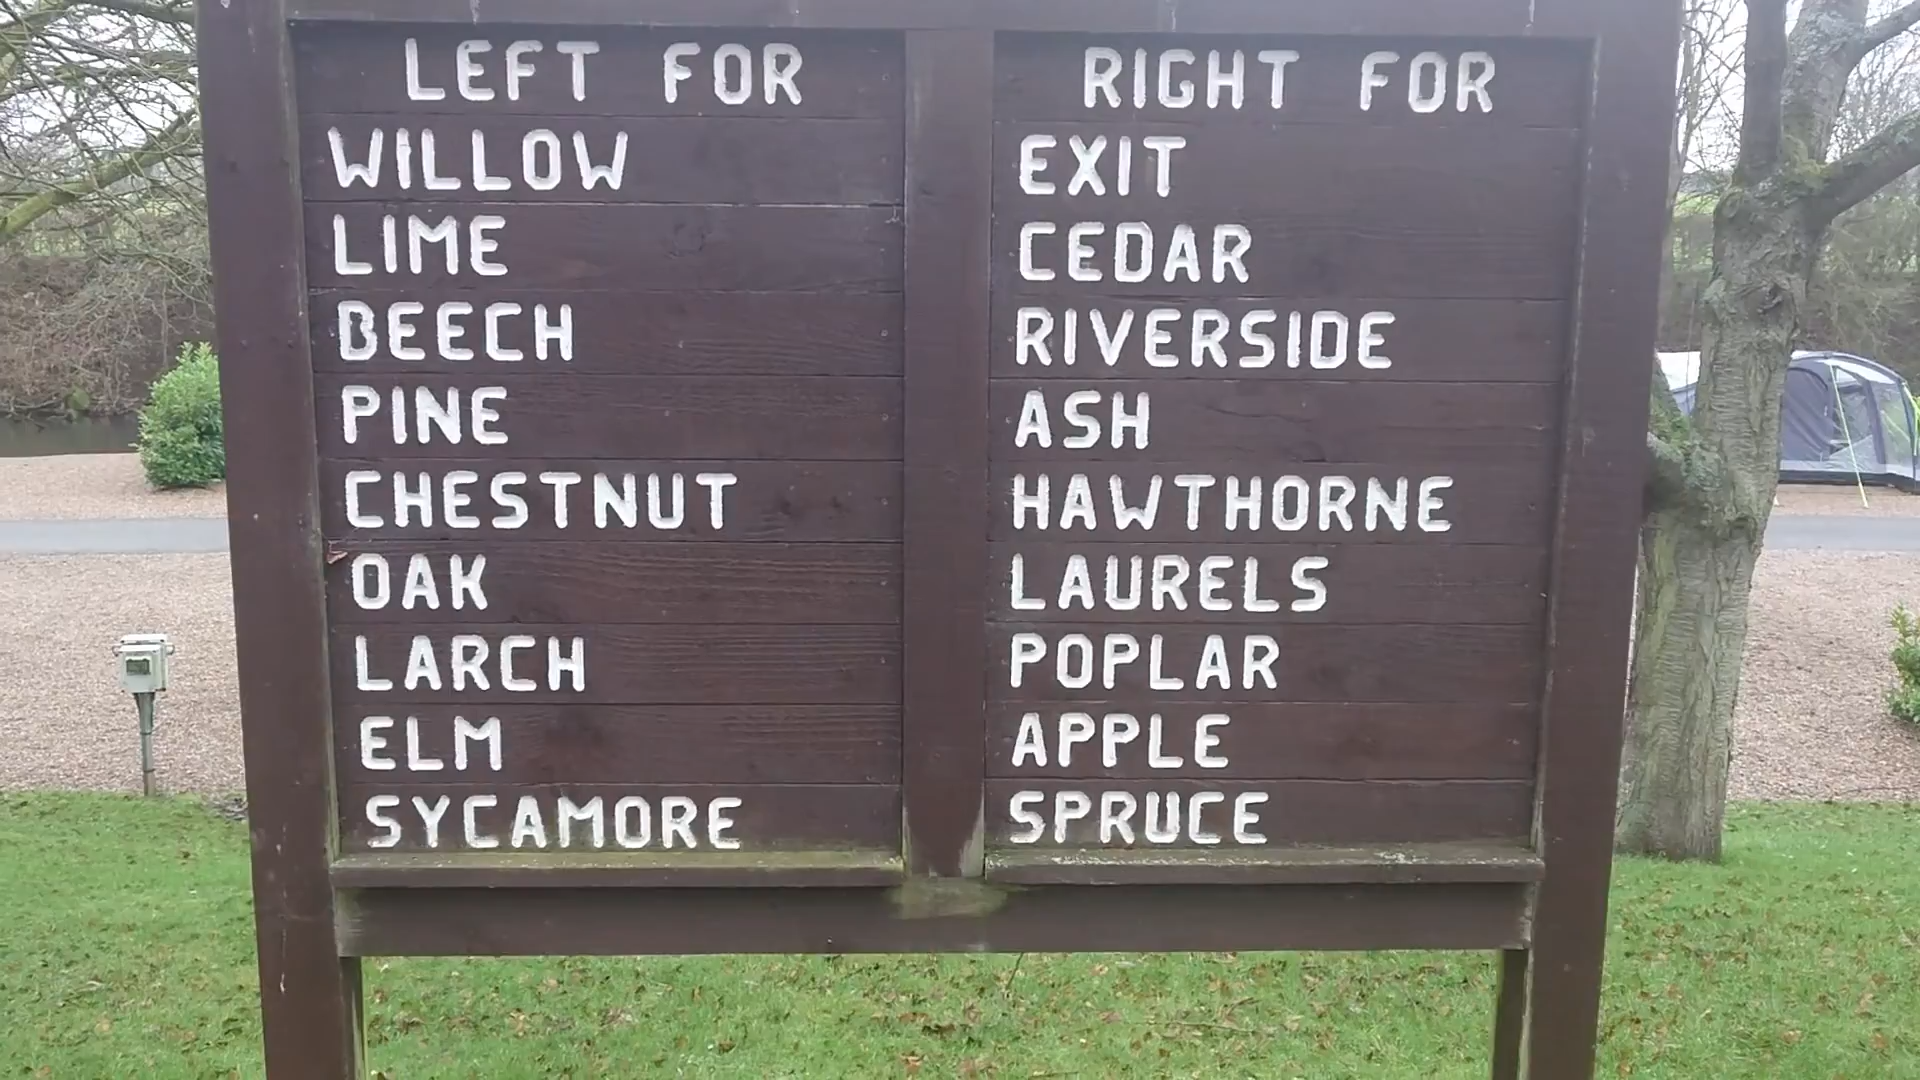 LEFT FOR
WILLOW
LIME
BEECH
PINE
CHESTNUT
OAK
LARCH
ELM
SYCAMORE
RIGHT FOR
EXIT
CEDAR
RIVERSIDE
ASH
HAWTHORNE
LAURELS
POPLAR
APPLE
SPRUCE